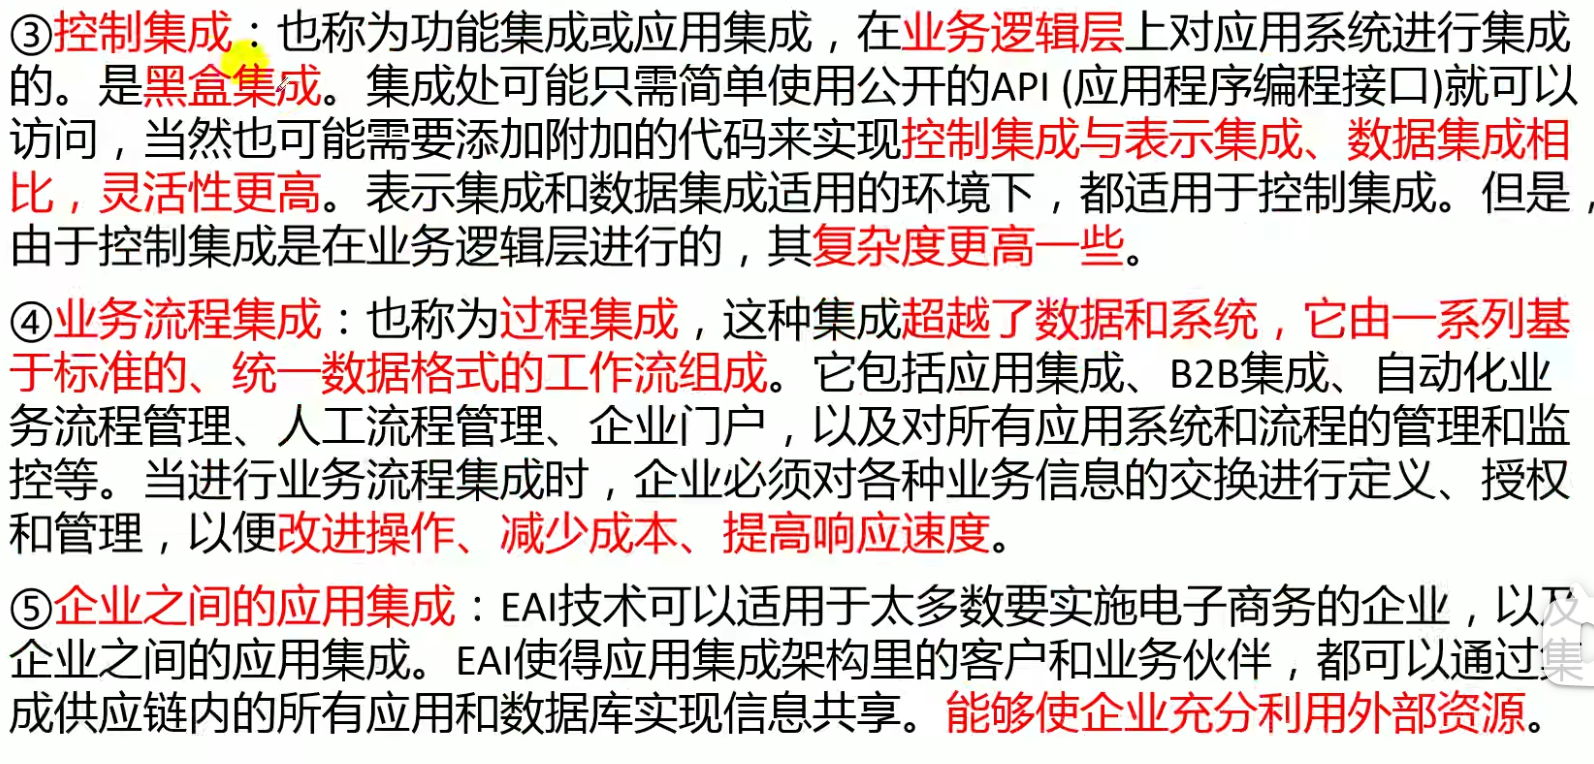 ③控制集成：也称为功能集成或应用集成，在业务逻辑层上对应用系统进行集成
的。是黑盒集成。集成处可能只需简单使用公开的API (应用程序编程接口)就可以
访问，当然也可能需要添加附加的代码来实现控制集成与表示集成、数据集成相
比，灵活性更高。表示集成和数据集成适用的环境下，都适用于控制集成。但是，
由于控制集成是在业务逻辑层进行的，其复杂度更高一些。
④业务流程集成：也称为过程集成，这种集成超越了数据和系统，它由一系列基
于标准的、统一数据格式的工作流组成。它包括应用集成、B2B集成、自动化业
务流程管理、人工流程管理、企业门户，以及对所有应用系统和流程的管理和监
控等。当进行业务流程集成时，企业必须对各种业务信息的交换进行定义、授权
和管理，以便改进操作、减少成本、提高响应速度。
⑤企业之间的应用集成：EAI技术可以适用于太多数要实施电子商务的企业，以及
企业之间的应用集成。EAI使得应用集成架构里的客户和业务伙伴，都可以通过集
成供应链内的所有应用和数据库实现信息共享。能够使企业充分利用外部资源。